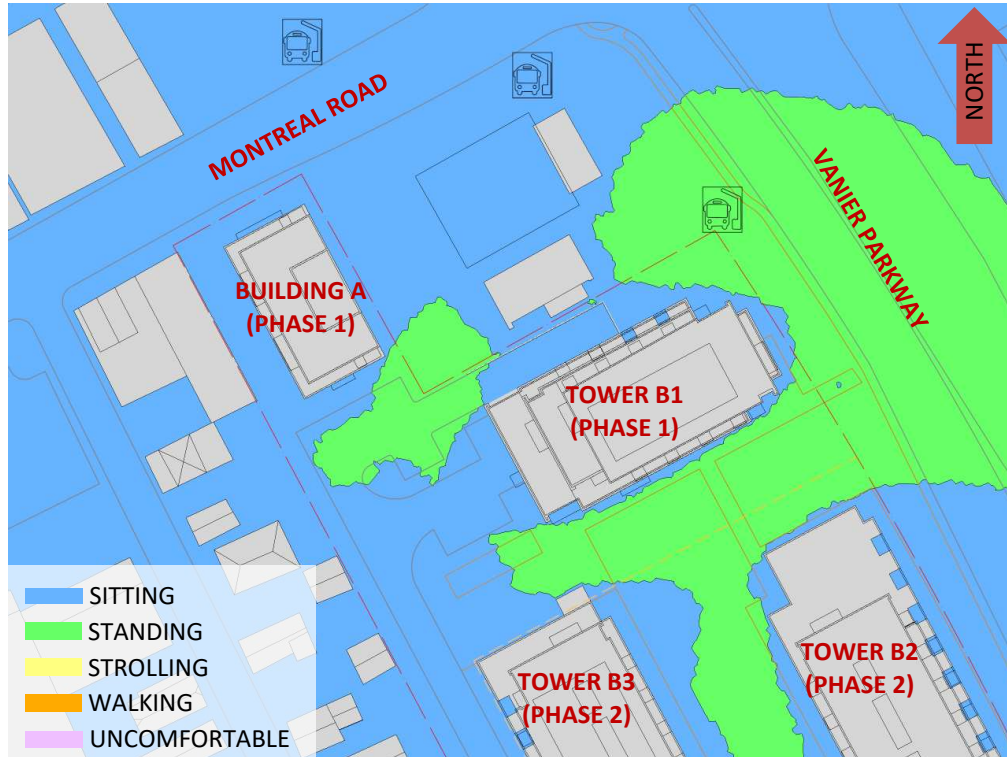 NORTH
MONTREAL ROAD
VANIER PARKWAY
BUILDING A
(PHASE 1)
TOWER B1
(PHASE 1)
TOWER B2
(PHASE 2)
TOWER B3
(PHASE 2)
SITTING
STANDING
STROLLING
WALKING
UNCOMFORTABLE